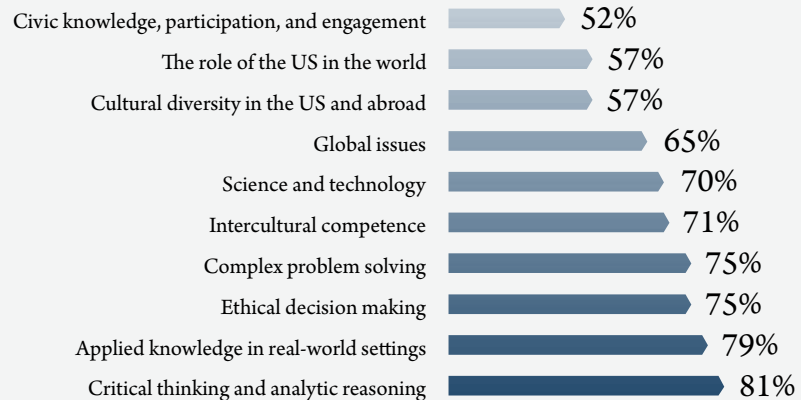 Civic knowledge, participation, and engagement 52%
The role of the US in the world 57%
Cultural diversity in the US and abroad 57%
Global issues 65%
Science and technology 70%
Intercultural competence 71%
Complex problem solving 75%
Ethical decision making 75%
Applied knowledge in real-world settings 79%
Critical thinking and analytic reasoning 81%